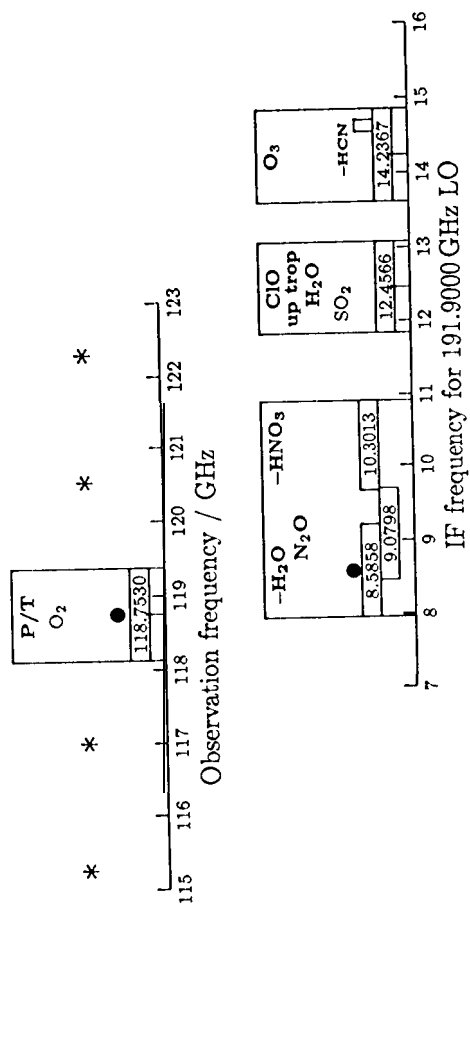 P/T
O₂
118.7530
115 116 117 118 119 120 121 122 123
Observation frequency / GHz
–H₂O –HNO₃
N₂O
8.5858 10.3013
9.0798
ClO
up trop
H₂O
SO₂
12.4566
O₃
–HCN
14.2367
7 8 9 10 11 12 13 14 15 16
IF frequency for 191.9000 GHz LO